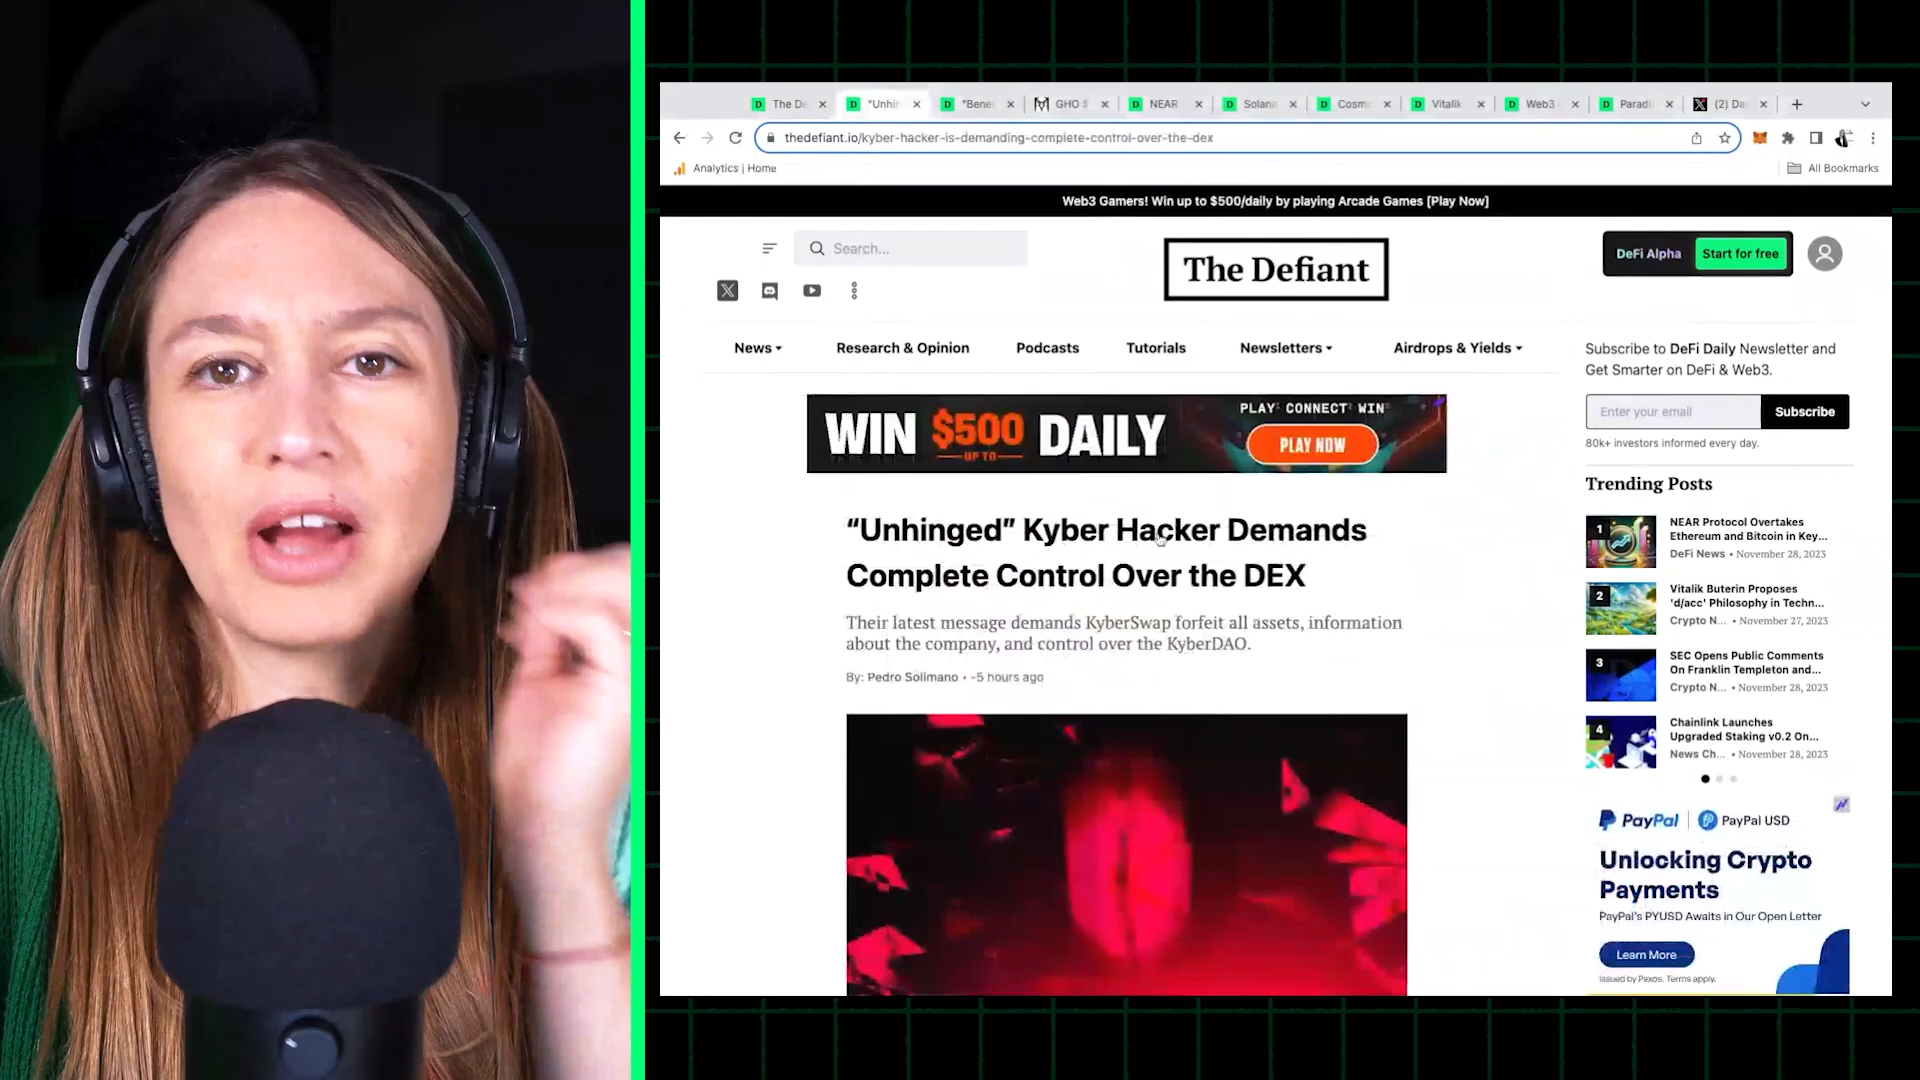 The De
"Unhin
"Bene
GHO $
NEAR
Solana
Cosm
Vitalik
Web3
Paradi
(2) Da
thedefiant.io/kyber-hacker-is-demanding-complete-control-over-the-dex
Analytics | Home
All Bookmarks
Web3 Gamers! Win up to $500/daily by playing Arcade Games [Play Now]
Search...
The Defiant
DeFi Alpha
Start for free
News
Research & Opinion
Podcasts
Tutorials
Newsletters
Airdrops & Yields
WIN $500 DAILY
UP TO
PLAY CONNECT WIN
PLAY NOW
“Unhinged” Kyber Hacker Demands
Complete Control Over the DEX
Their latest message demands KyberSwap forfeit all assets, information
about the company, and control over the KyberDAO.
By: Pedro Solimano • ~5 hours ago
Subscribe to DeFi Daily Newsletter and
Get Smarter on DeFi & Web3.
Enter your email
Subscribe
80k+ investors informed every day.
Trending Posts
1
NEAR Protocol Overtakes
Ethereum and Bitcoin in Key...
DeFi News • November 28, 2023
2
Vitalik Buterin Proposes
'd/acc' Philosophy in Techn...
Crypto N... • November 27, 2023
3
SEC Opens Public Comments
On Franklin Templeton and...
Crypto N... • November 28, 2023
4
Chainlink Launches
Upgraded Staking v0.2 On...
News Ch... • November 28, 2023
PayPal | PayPal USD
Unlocking Crypto
Payments
PayPal's PYUSD Awaits in Our Open Letter
Learn More
Issued by Paxos. Terms apply.